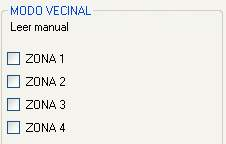 MODO VECINAL
Leer manual
ZONA 1
ZONA 2
ZONA 3
ZONA 4